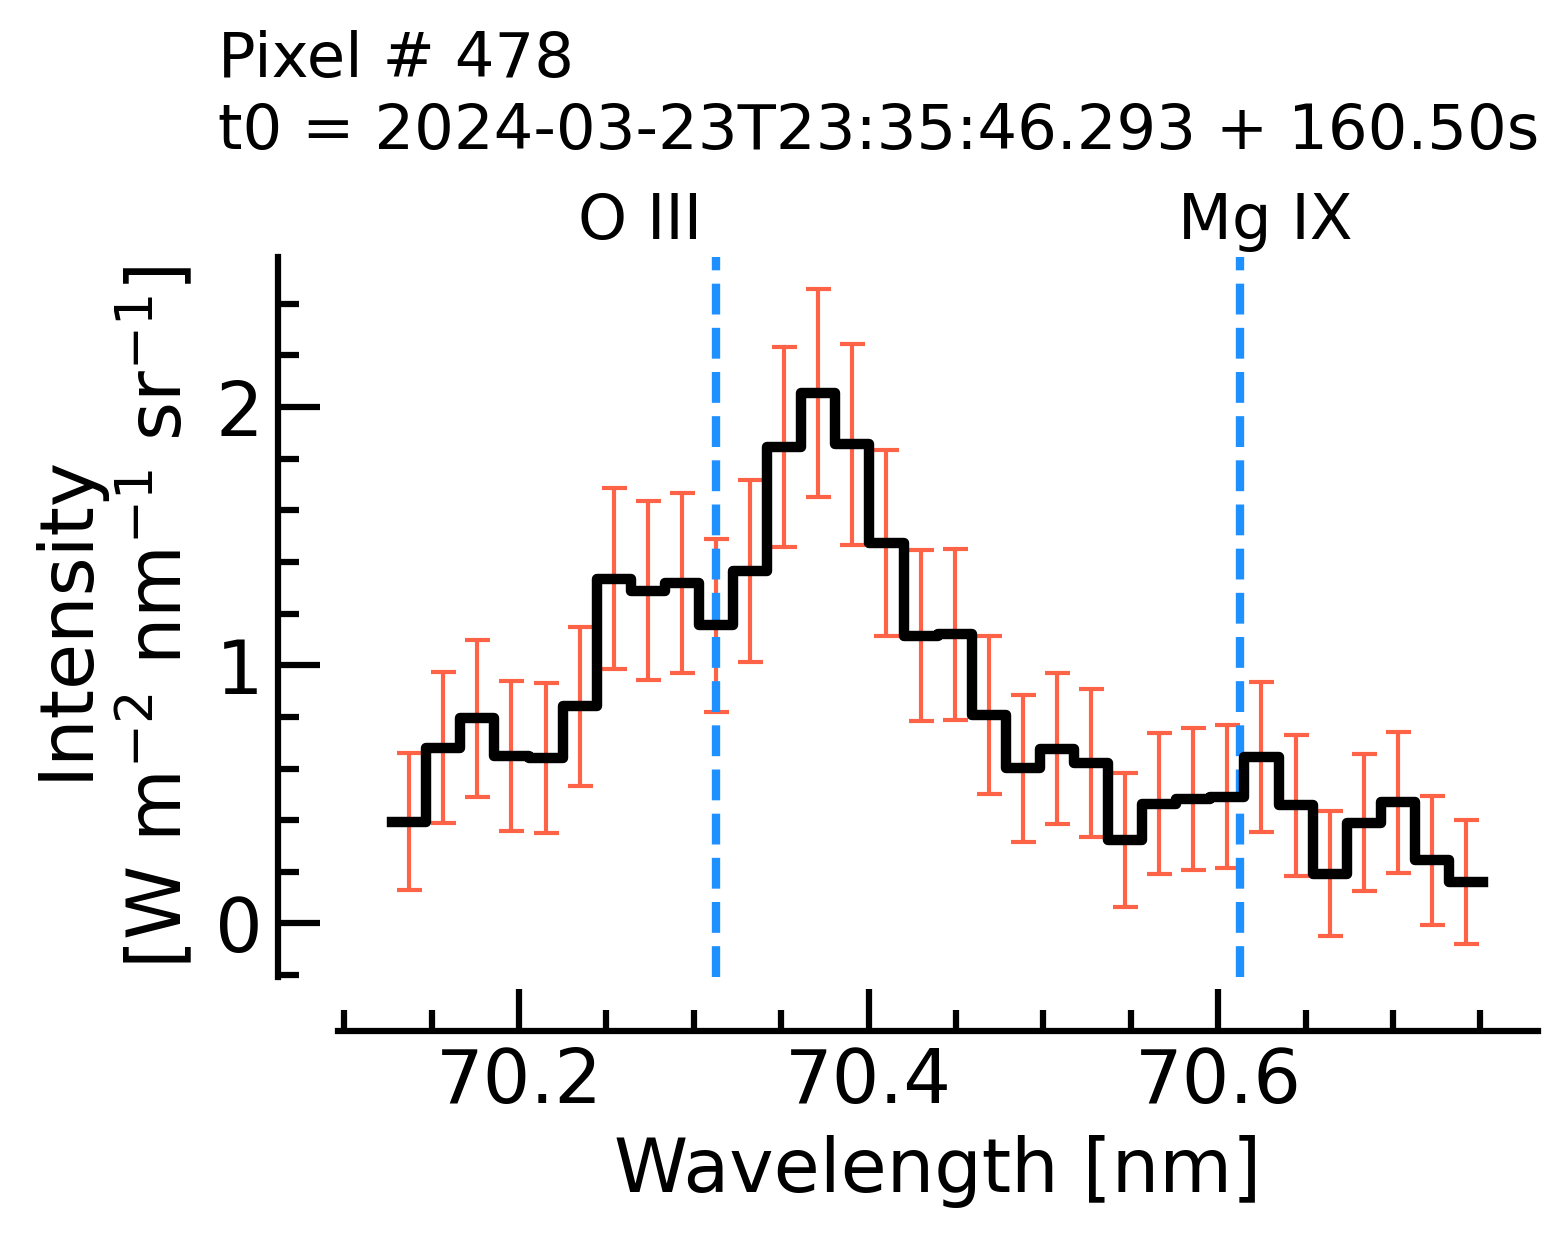 Pixel # 478
t0 = 2024-03-23T23:35:46.293 + 160.50s
O III
Mg IX
Intensity
[W m⁻² nm⁻¹ sr⁻¹]
2
1
0
70.2 70.4 70.6
Wavelength [nm]